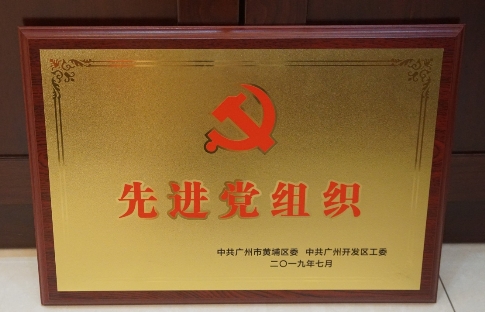 先进党组织
中共广州市黄埔区委 中共广州开发区工委
二〇一九年七月